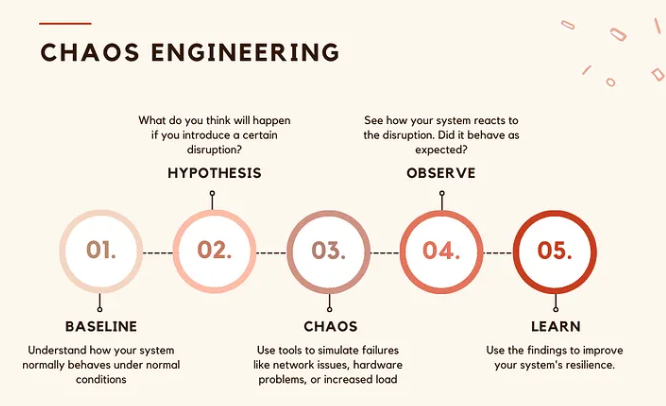 CHAOS ENGINEERING
What do you think will happen
if you introduce a certain
disruption?
HYPOTHESIS
See how your system reacts to
the disruption. Did it behave as
expected?
OBSERVE
01.
02.
03.
04.
05.
BASELINE
Understand how your system
normally behaves under normal
conditions
CHAOS
Use tools to simulate failures
like network issues, hardware
problems, or increased load
LEARN
Use the findings to improve
your system's resilience.